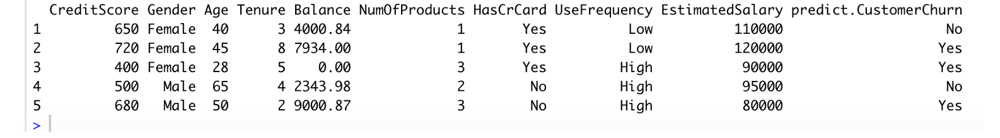 CreditScore Gender Age Tenure Balance NumOfProducts HasCrCard UseFrequency EstimatedSalary predict.CustomerChurn
1 650 Female 40 3 4000.84 1 Yes Low 110000 No
2 720 Female 45 8 7934.00 1 Yes Low 120000 Yes
3 400 Female 28 5 0.00 3 Yes High 90000 Yes
4 500 Male 65 4 2343.98 2 No High 95000 No
5 680 Male 50 2 9000.87 3 No High 80000 Yes
>